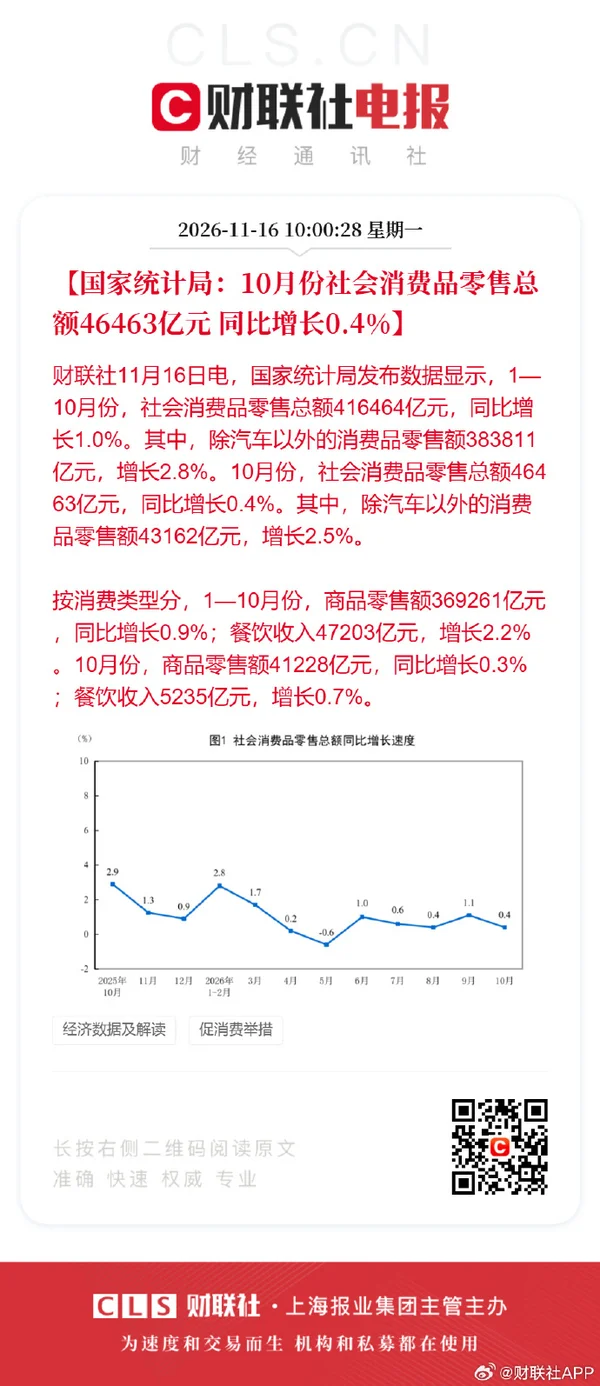 CLS.CN
财联社电报
财经通讯社
2026-11-16 10:00:28 星期一
【国家统计局：10月份社会消费品零售总
额46463亿元 同比增长0.4%】
财联社11月16日电，国家统计局发布数据显示，1—
10月份，社会消费品零售总额416464亿元，同比增
长1.0%。其中，除汽车以外的消费品零售额383811
亿元，增长2.8%。10月份，社会消费品零售总额464
63亿元，同比增长0.4%。其中，除汽车以外的消费
品零售额43162亿元，增长2.5%。
按消费类型分，1—10月份，商品零售额369261亿元
，同比增长0.9%；餐饮收入47203亿元，增长2.2%
。10月份，商品零售额41228亿元，同比增长0.3%
；餐饮收入5235亿元，增长0.7%。
(%) 图1 社会消费品零售总额同比增长速度
10
8
6
4
2
0
-2
2.9 1.3 0.9 2.8 1.7 0.2 -0.6 1.0 0.6 0.4 1.1 0.4
2025年 11月 12月 2026年 3月 4月 5月 6月 7月 8月 9月 10月
10月 1-2月
经济数据及解读 促消费举措
长按右侧二维码阅读原文
准确 快速 权威 专业
CLS 财联社·上海报业集团主管主办
为速度和交易而生 机构和私募都在使用
@财联社APP